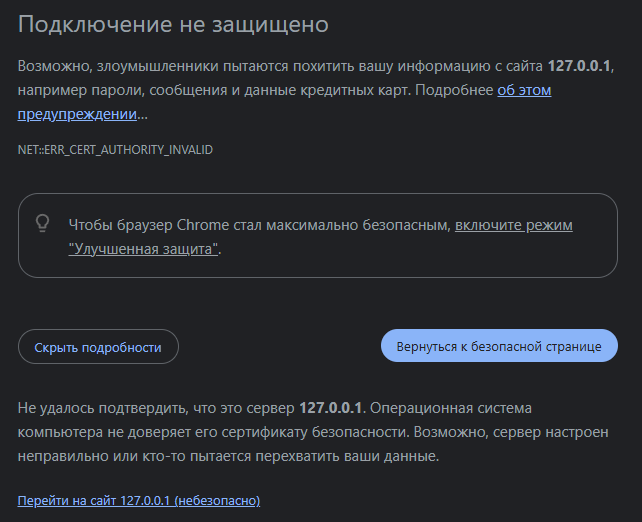 Подключение не защищено
Возможно, злоумышленники пытаются похитить вашу информацию с сайта 127.0.0.1,
например пароли, сообщения и данные кредитных карт. Подробнее об этом
предупреждении...
NET::ERR_CERT_AUTHORITY_INVALID
Чтобы браузер Chrome стал максимально безопасным, включите режим
"Улучшенная защита".
Скрыть подробности
Вернуться к безопасной странице
Не удалось подтвердить, что это сервер 127.0.0.1. Операционная система
компьютера не доверяет его сертификату безопасности. Возможно, сервер настроен
неправильно или кто-то пытается перехватить ваши данные.
Перейти на сайт 127.0.0.1 (небезопасно)